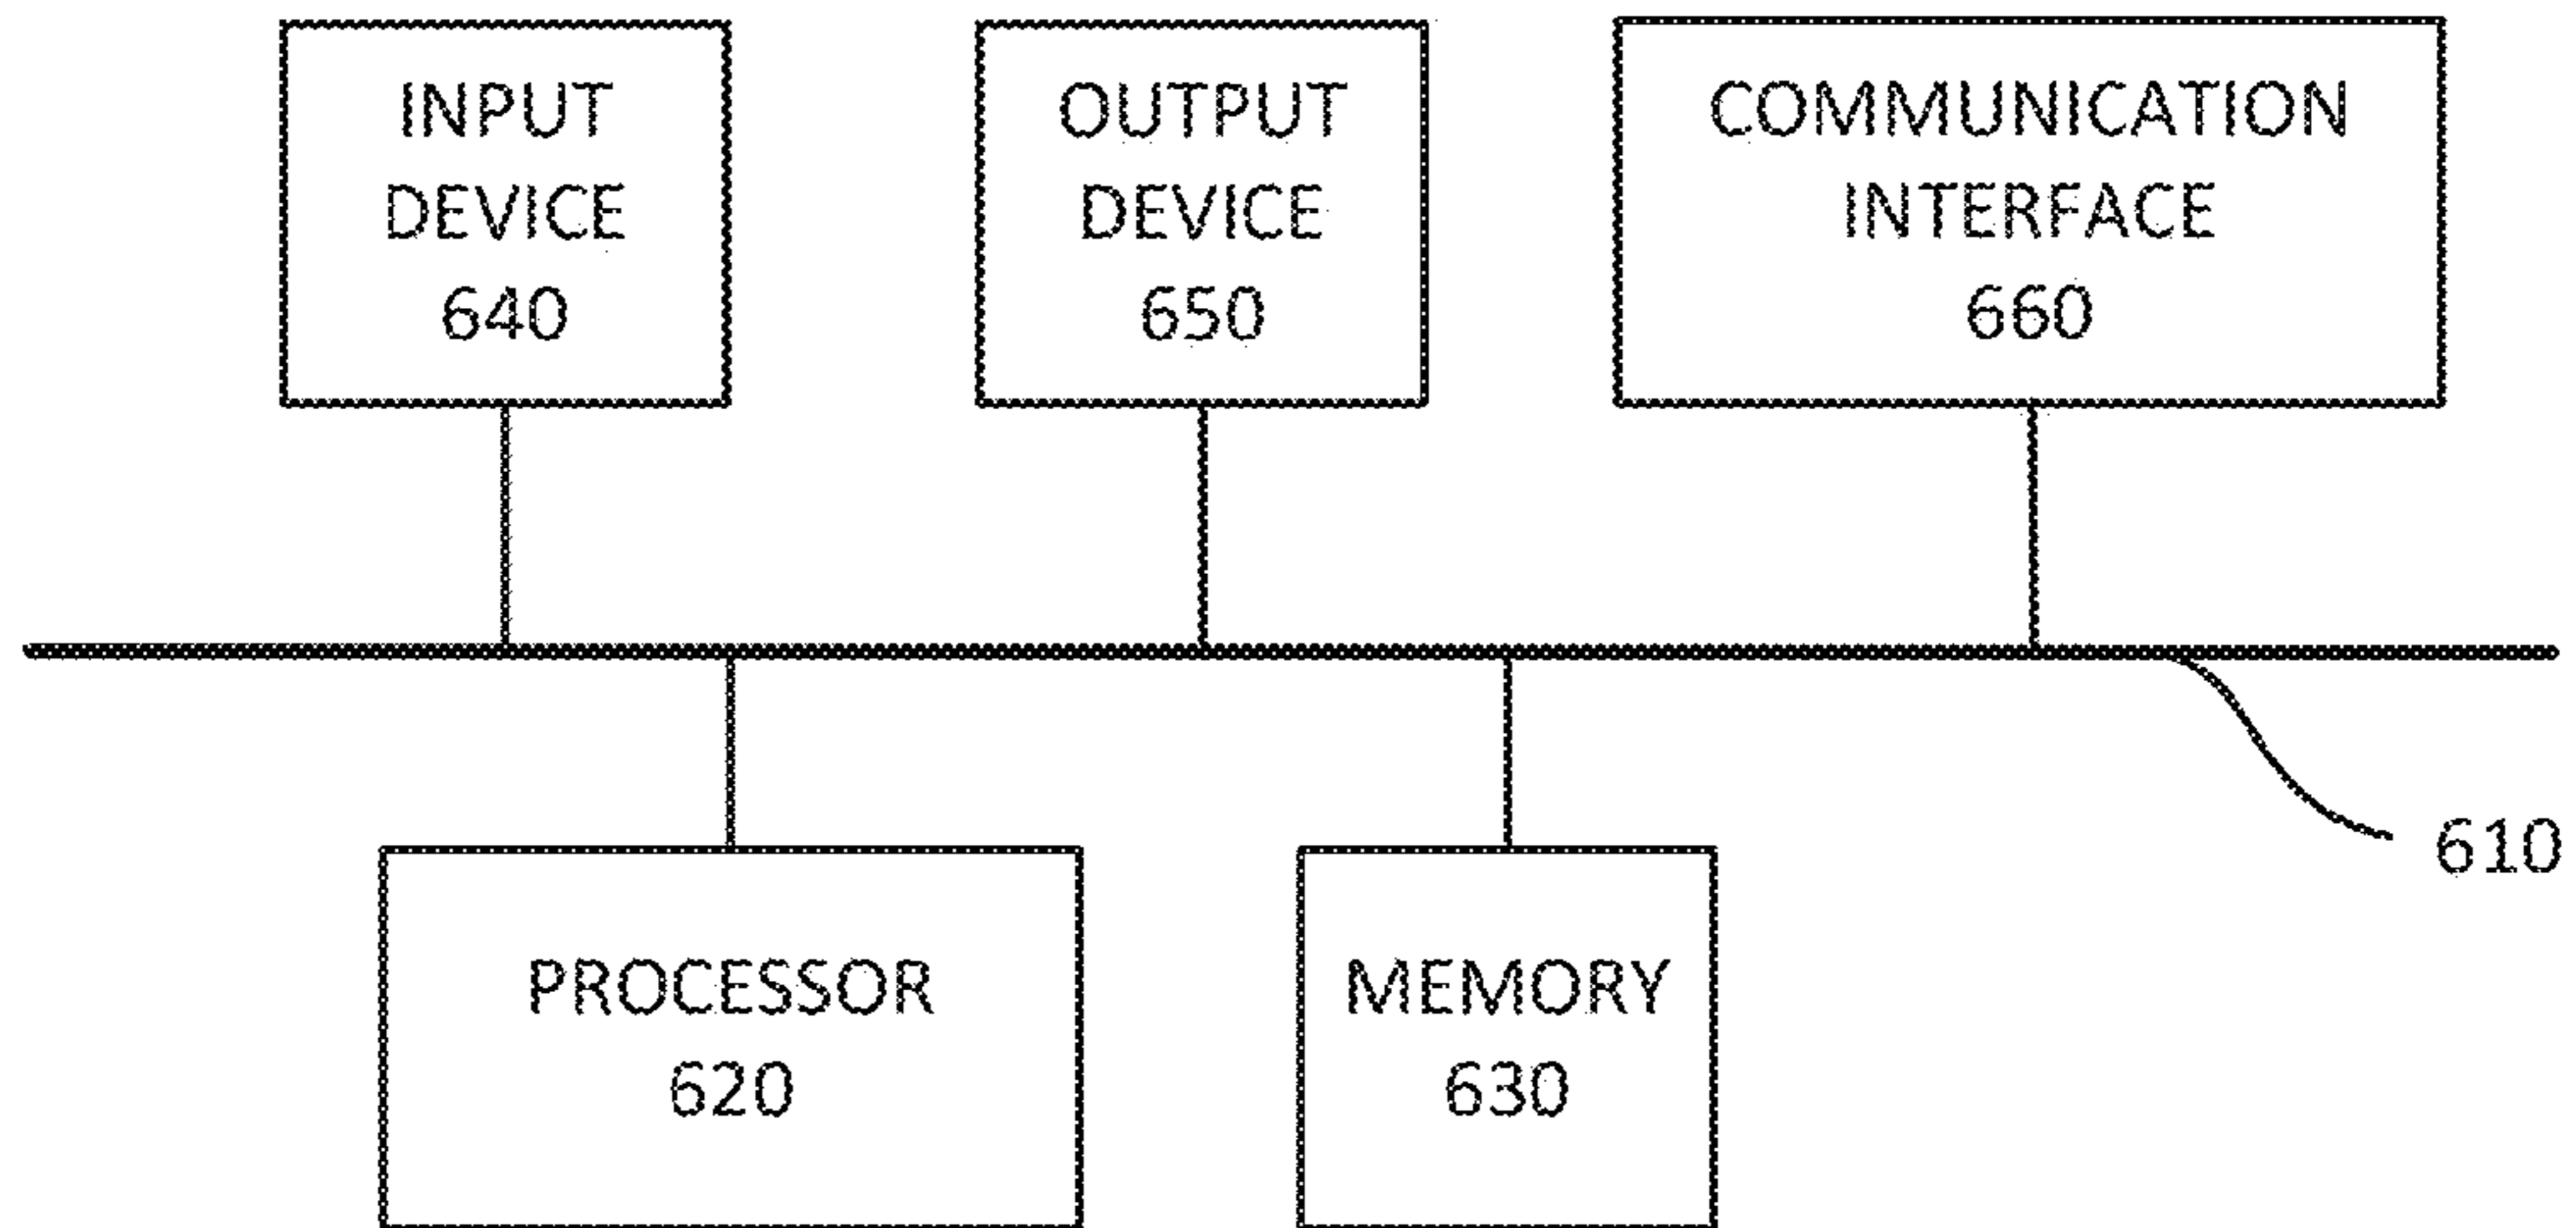 INPUT
DEVICE
640
OUTPUT
DEVICE
650
COMMUNICATION
INTERFACE
660
610
PROCESSOR
620
MEMORY
630